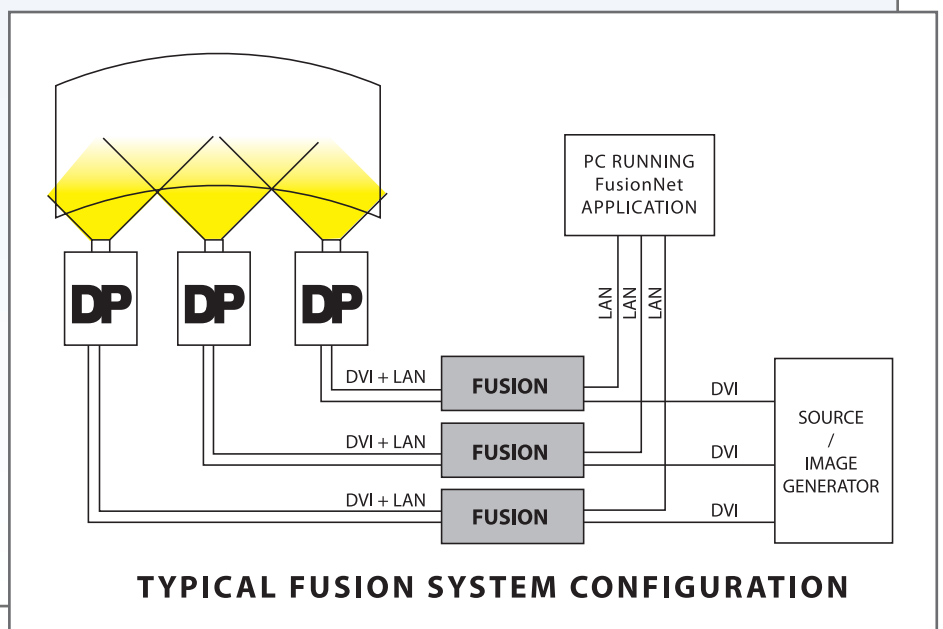 PC RUNNING
FusionNet
APPLICATION
DP
DP
DP
LAN
LAN
LAN
DVI + LAN
FUSION
DVI
DVI + LAN
FUSION
DVI
DVI + LAN
FUSION
DVI
SOURCE
/
IMAGE
GENERATOR
TYPICAL FUSION SYSTEM CONFIGURATION